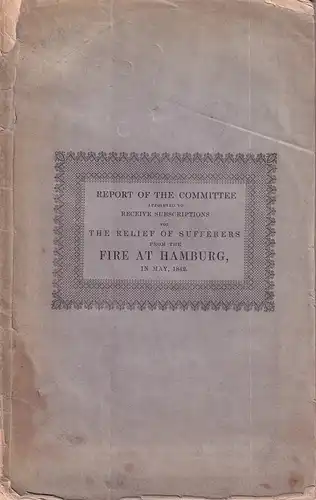 REPORT OF THE COMMITTEE
APPOINTED TO
RECEIVE SUBSCRIPTIONS
FOR
THE RELIEF OF SUFFERERS
FROM THE
FIRE AT HAMBURG,
IN MAY, 1842.